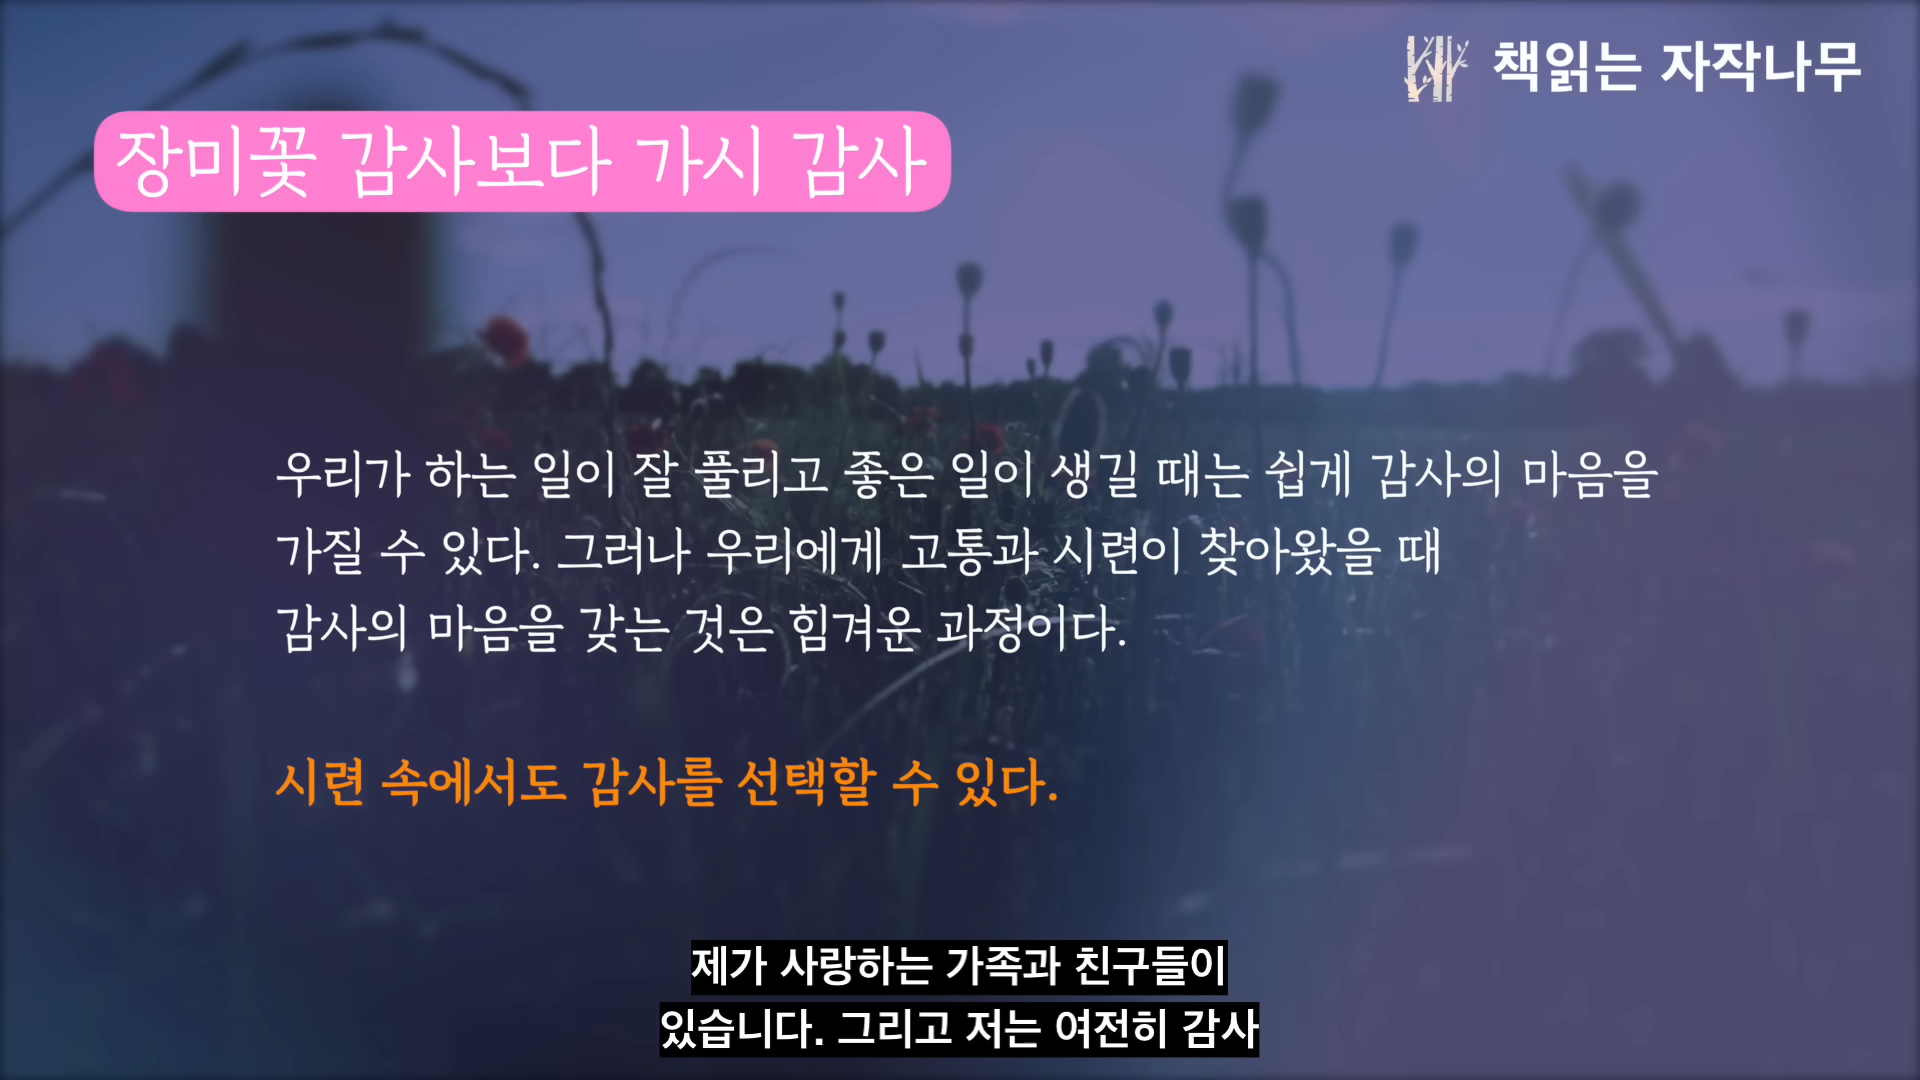 책읽는 자작나무
장미꽃 감사보다 가시 감사
우리가 하는 일이 잘 풀리고 좋은 일이 생길 때는 쉽게 감사의 마음을
가질 수 있다. 그러나 우리에게 고통과 시련이 찾아왔을 때
감사의 마음을 갖는 것은 힘겨운 과정이다.
시련 속에서도 감사를 선택할 수 있다.
제가 사랑하는 가족과 친구들이
있습니다. 그리고 저는 여전히 감사